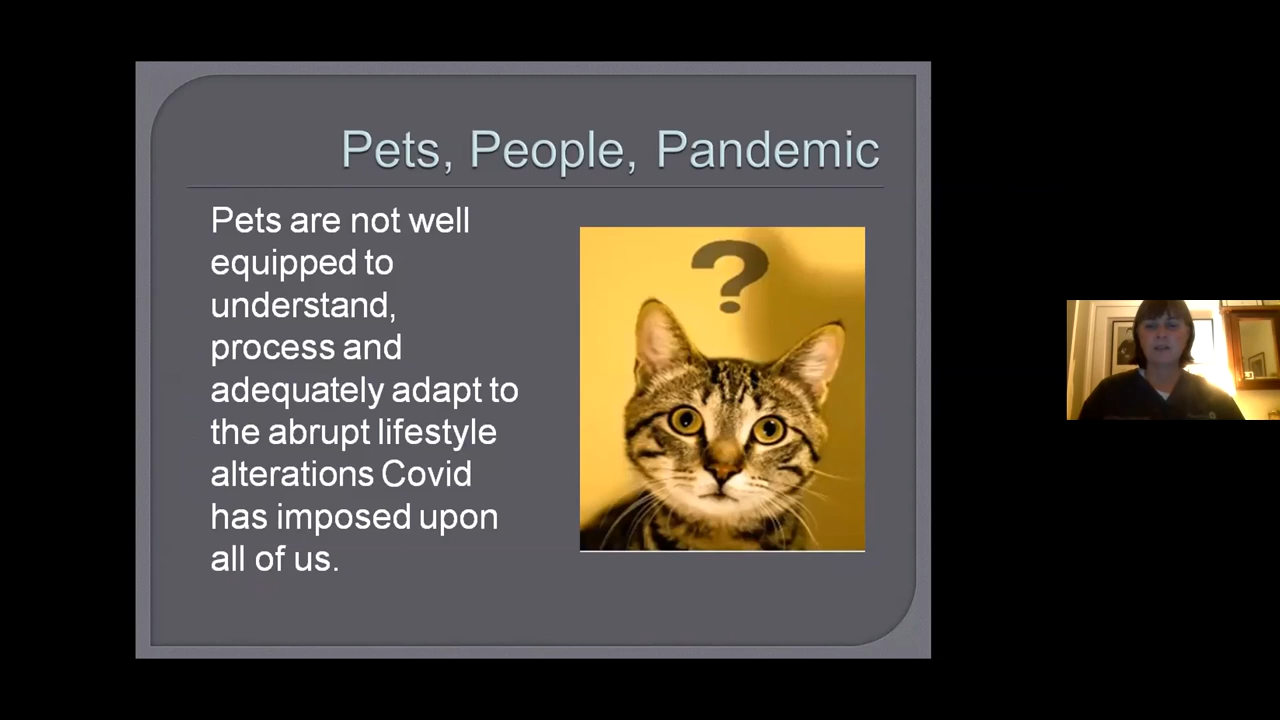 Pets, People, Pandemic
Pets are not well
equipped to
understand,
process and
adequately adapt to
the abrupt lifestyle
alterations Covid
has imposed upon
all of us.
?